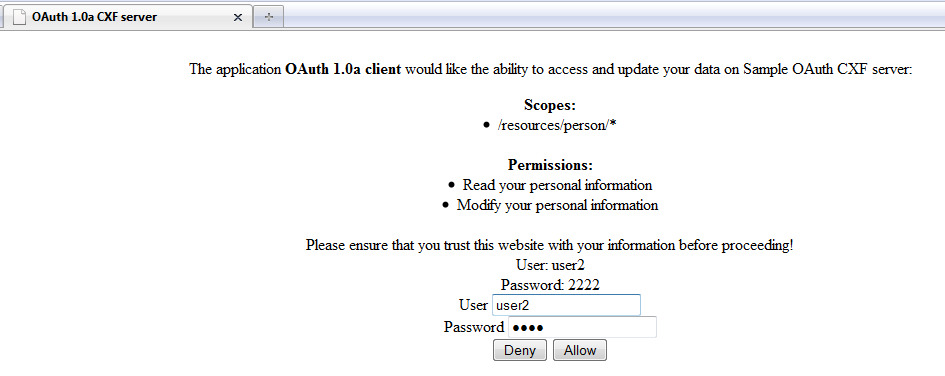 OAuth 1.0a CXF server
The application OAuth 1.0a client would like the ability to access and update your data on Sample OAuth CXF server:
Scopes:
• /resources/person/*
Permissions:
• Read your personal information
• Modify your personal information
Please ensure that you trust this website with your information before proceeding!
User: user2
Password: 2222
User user2
Password ••••
Deny Allow